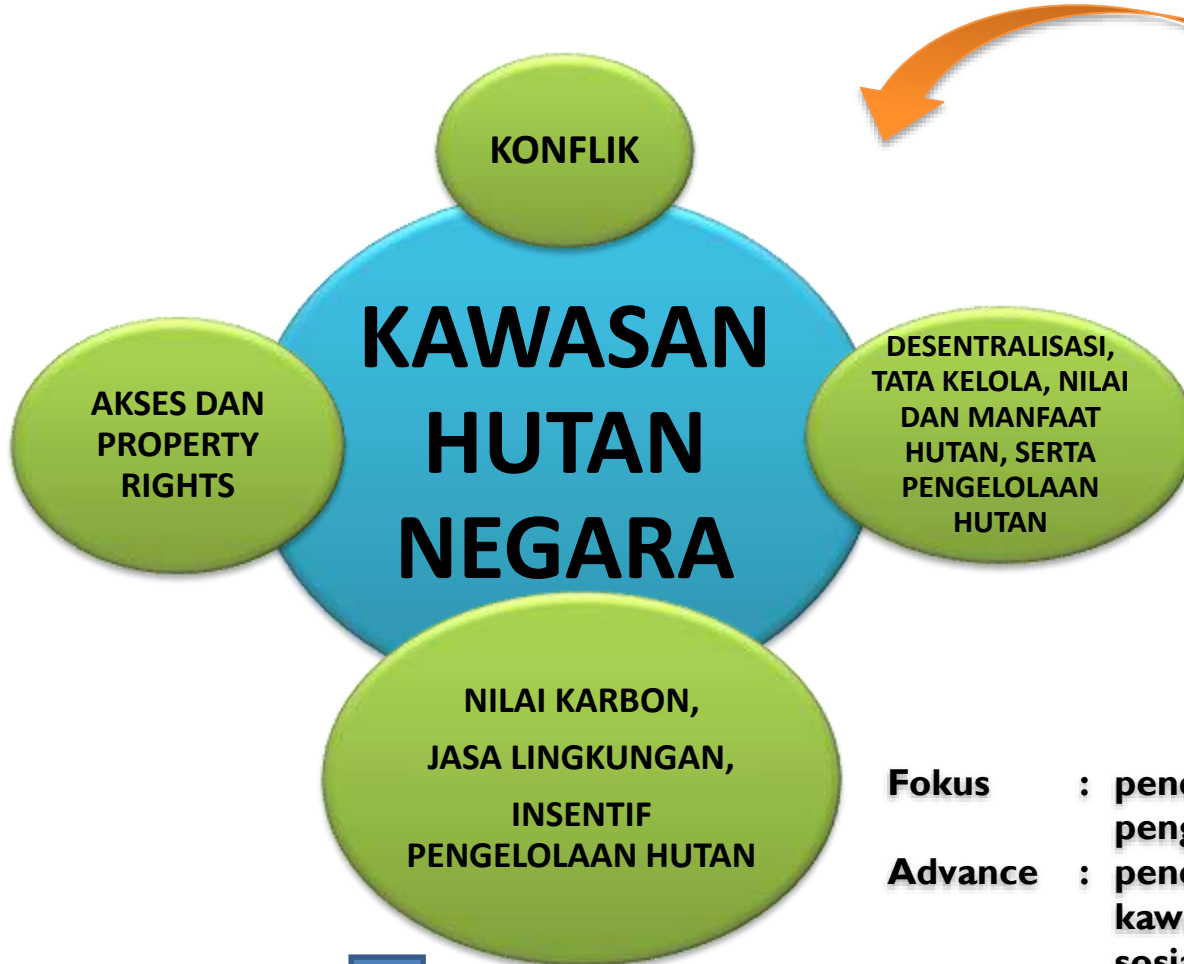 KONFLIK
KAWASAN
HUTAN
NEGARA
AKSES DAN
PROPERTY
RIGHTS
DESENTRALISASI,
TATA KELOLA, NILAI
DAN MANFAAT
HUTAN, SERTA
PENGELOLAAN
HUTAN
NILAI KARBON,
JASA LINGKUNGAN,
INSENTIF
PENGELOLAAN HUTAN
Fokus :
Advance :